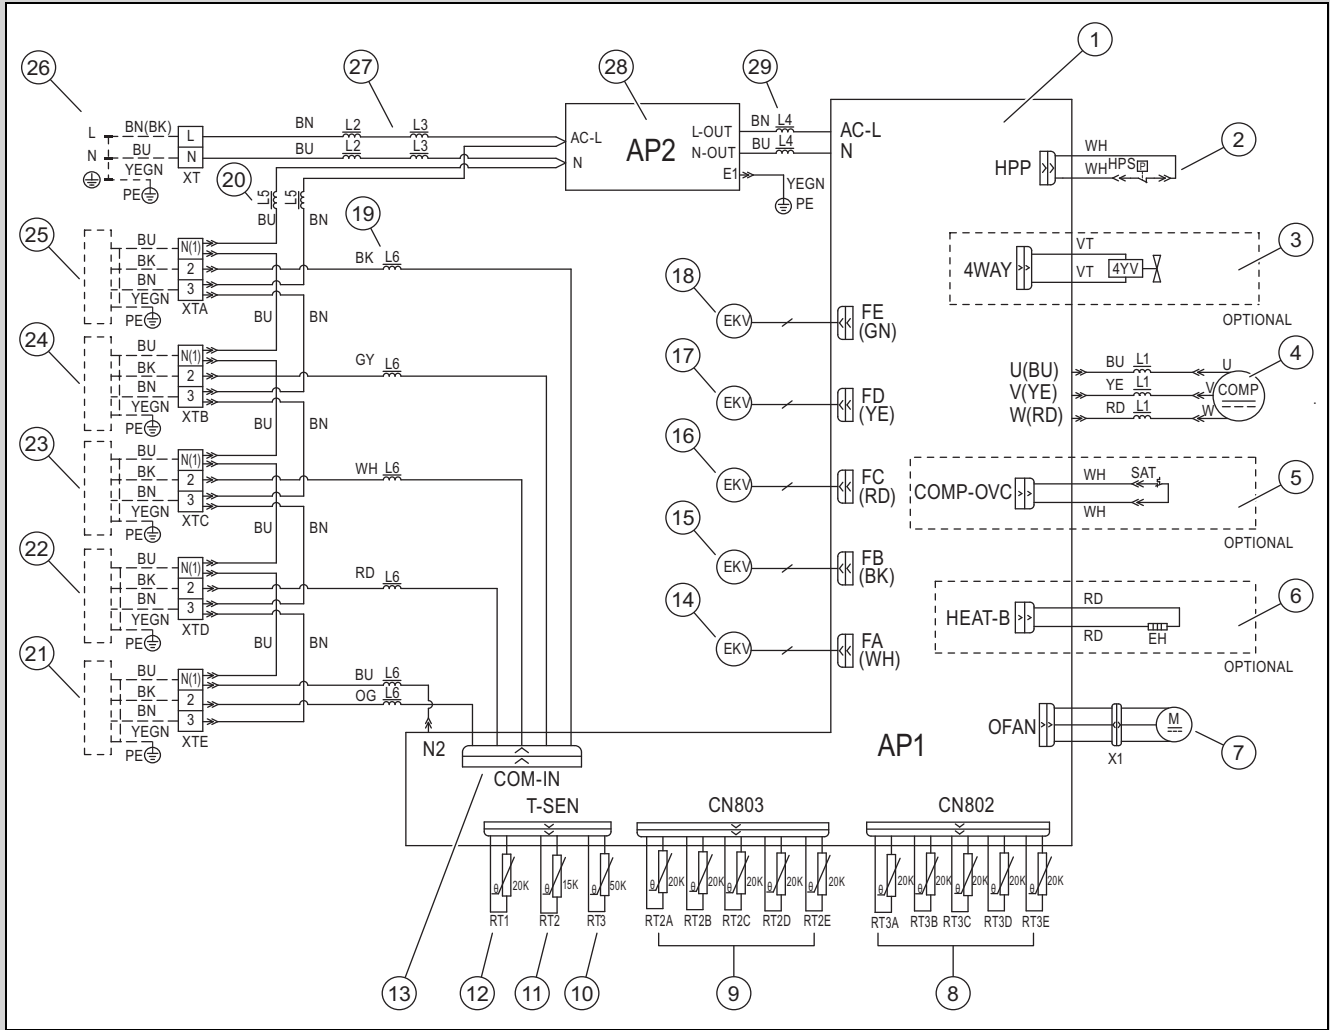 26
27
28
29
1
L
BN(BK)
L
BN
L2
L3
N
BU
N
BU
L2
L3
YEGN
XT
PE
AC-L
N
AP2
L-OUT
N-OUT
E1
BN
L4
BU
L4
YEGN
PE
AC-L
N
HPP
WH
WH
HPS
P
2
20
L5
L5
BU
BN
19
25
BU
BK
BN
YEGN
PE
N(1)
2
3
XTA
BK
L6
BU
BN
24
BU
BK
BN
YEGN
PE
N(1)
2
3
XTB
GY
L6
BU
BN
23
BU
BK
BN
YEGN
PE
N(1)
2
3
XTC
WH
L6
BU
BN
22
BU
BK
BN
YEGN
PE
N(1)
2
3
XTD
RD
L6
BU
BN
21
BU
BK
BN
YEGN
PE
N(1)
2
3
XTE
BU
L6
OG
L6
N2
COM-IN
18
EKV
FE
(GN)
17
EKV
FD
(YE)
16
EKV
FC
(RD)
15
EKV
FB
(BK)
14
EKV
FA
(WH)
4WAY
VT
VT
4YV
3
OPTIONAL
U(BU)
V(YE)
W(RD)
BU
L1
U
YE
L1
V
RD
L1
W
COMP
4
COMP-OVC
WH
SAT
WH
5
OPTIONAL
HEAT-B
RD
RD
EH
6
OPTIONAL
OFAN
X1
M
7
AP1
T-SEN
CN803
CN802
θ
20K
θ
15K
θ
50K
θ
20K
θ
20K
θ
20K
θ
20K
θ
20K
θ
20K
θ
20K
θ
20K
θ
20K
θ
20K
RT1
RT2
RT3
RT2A
RT2B
RT2C
RT2D
RT2E
RT3A
RT3B
RT3C
RT3D
RT3E
13
12
11
10
9
8